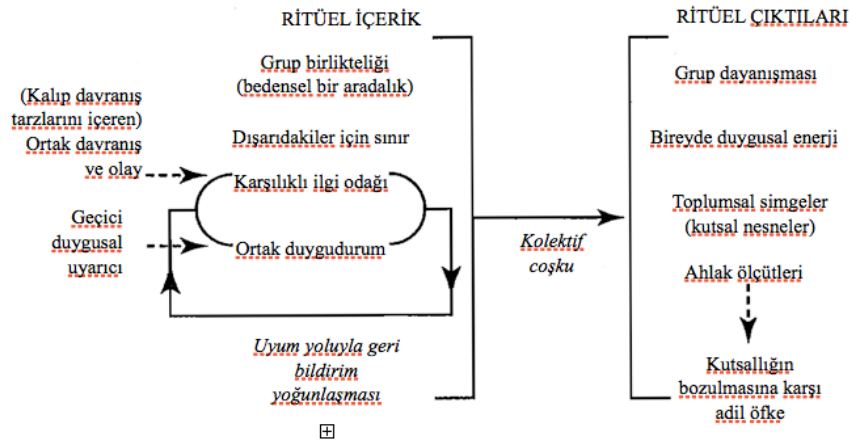 RİTÜEL İÇERİK
Grup birlikteliği
(bedensel bir aradalık)
Dışarıdakiler için sınır
(Kalıp davranış
tarzlarını içeren)
Ortak davranış
ve olay
Karşılıklı ilgi odağı
Geçici
duygusal
uyarıcı
Ortak duygudurum
Uyum yoluyla geri
bildirim
yoğunlaşması
Kolektif
coşku
RİTÜEL ÇIKTILARI
Grup dayanışması
Bireyde duygusal enerji
Toplumsal simgeler
(kutsal nesneler)
Ahlak ölçütleri
Kutsallığın
bozulmasına karşı
adil öfke